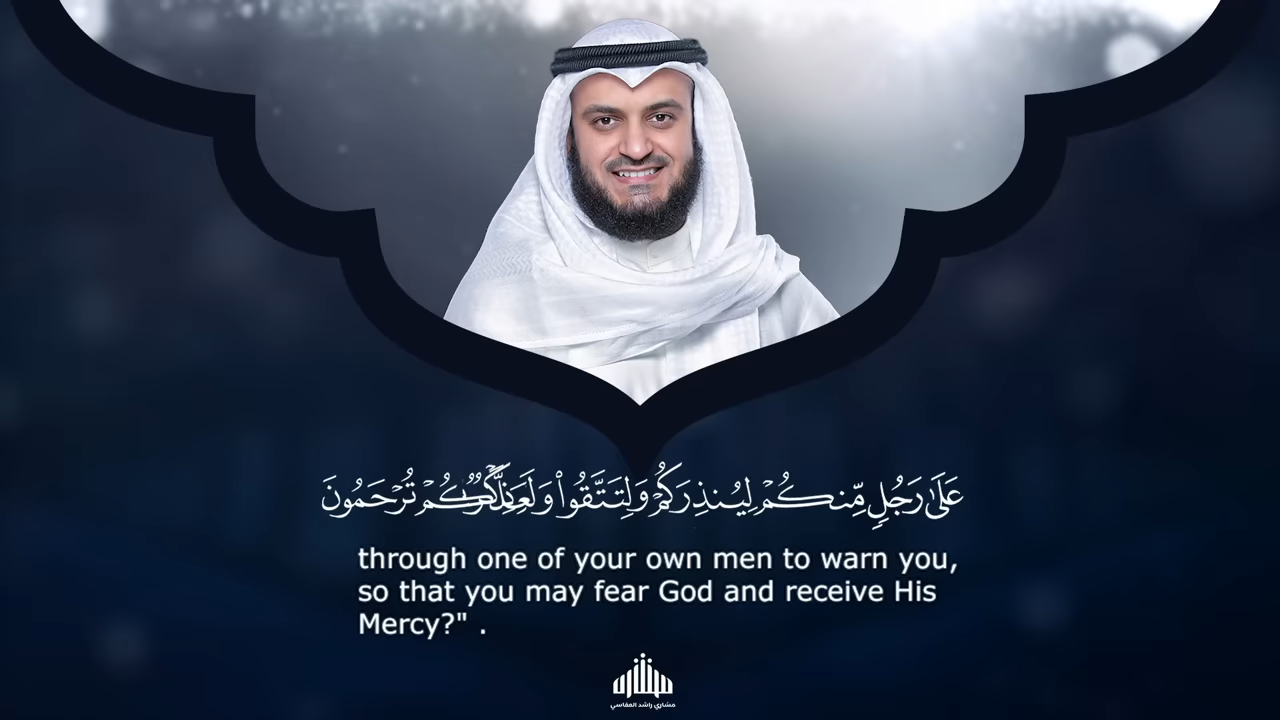 عَلَىٰ رَجُلٍ مِّنكُمْ لِيُنذِرَكُمْ وَلِتَتَّقُوا۟ وَلَعَلَّكُمْ تُرْحَمُونَ
through one of your own men to warn you,
so that you may fear God and receive His
Mercy?" .
مشاري راشد العفاسي